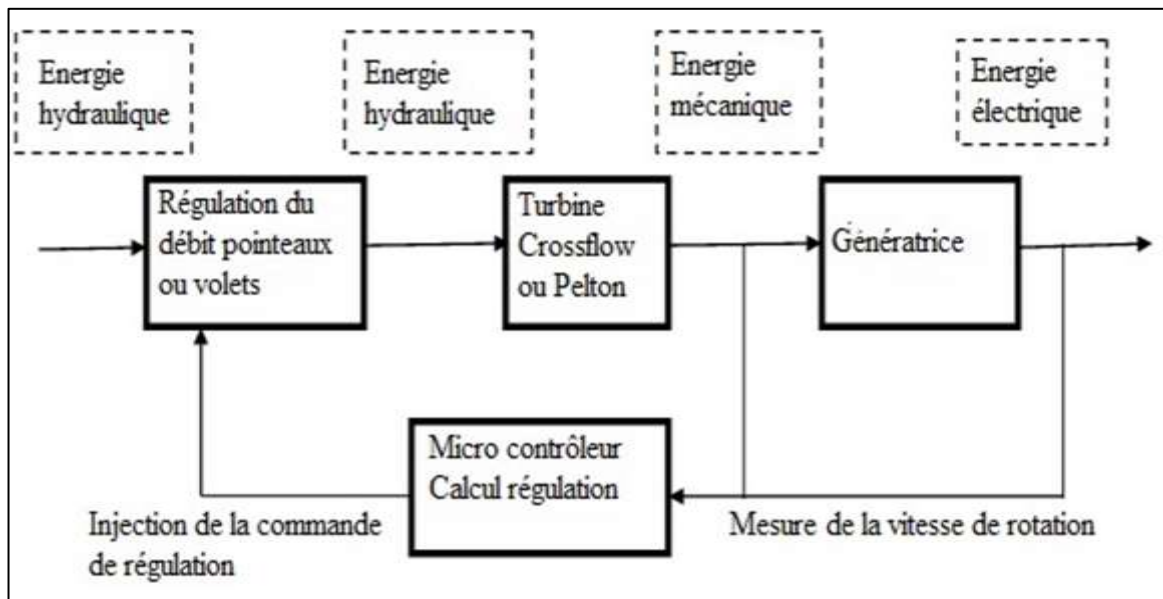 Energie
hydraulique
Energie
hydraulique
Energie
mécanique
Energie
électrique
Régulation du
débit pointeaux
ou volets
Turbine
Crossflow
ou Pelton
Génératrice
Micro contrôleur
Calcul régulation
Injection de la commande
de régulation
Mesure de la vitesse de rotation